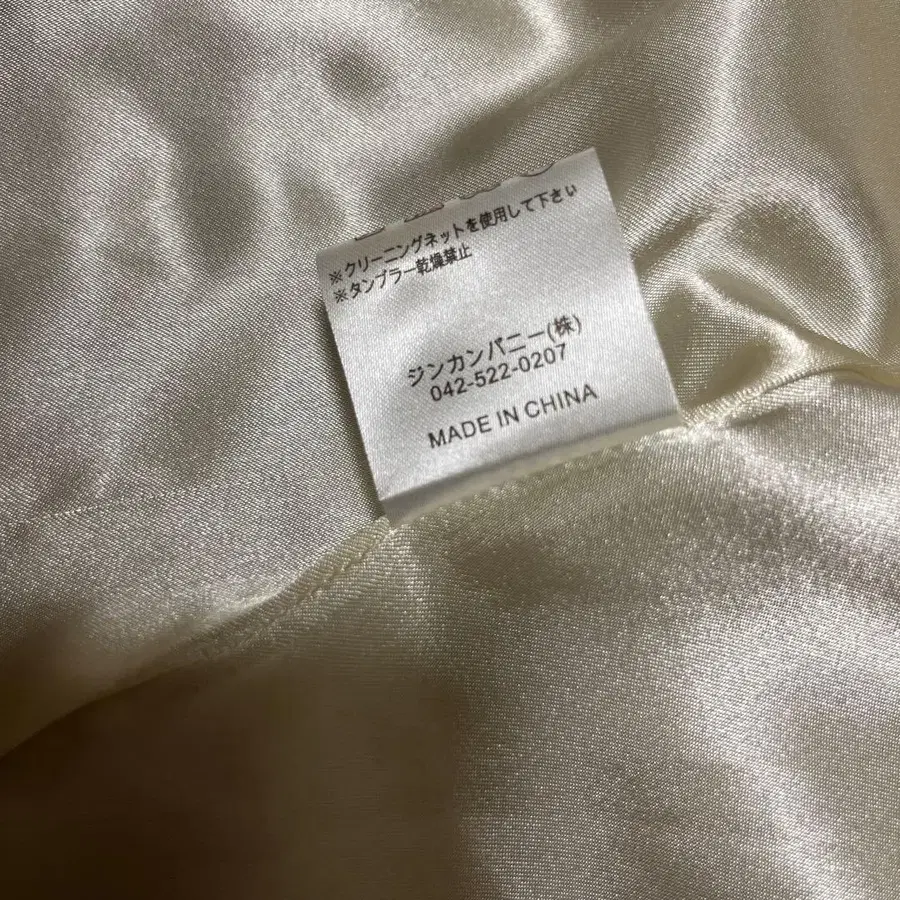 ※クリーニングネットを使用して下さい
※タンブラー乾燥禁止
ジンカンパニー(株)
042-522-0207
MADE IN CHINA